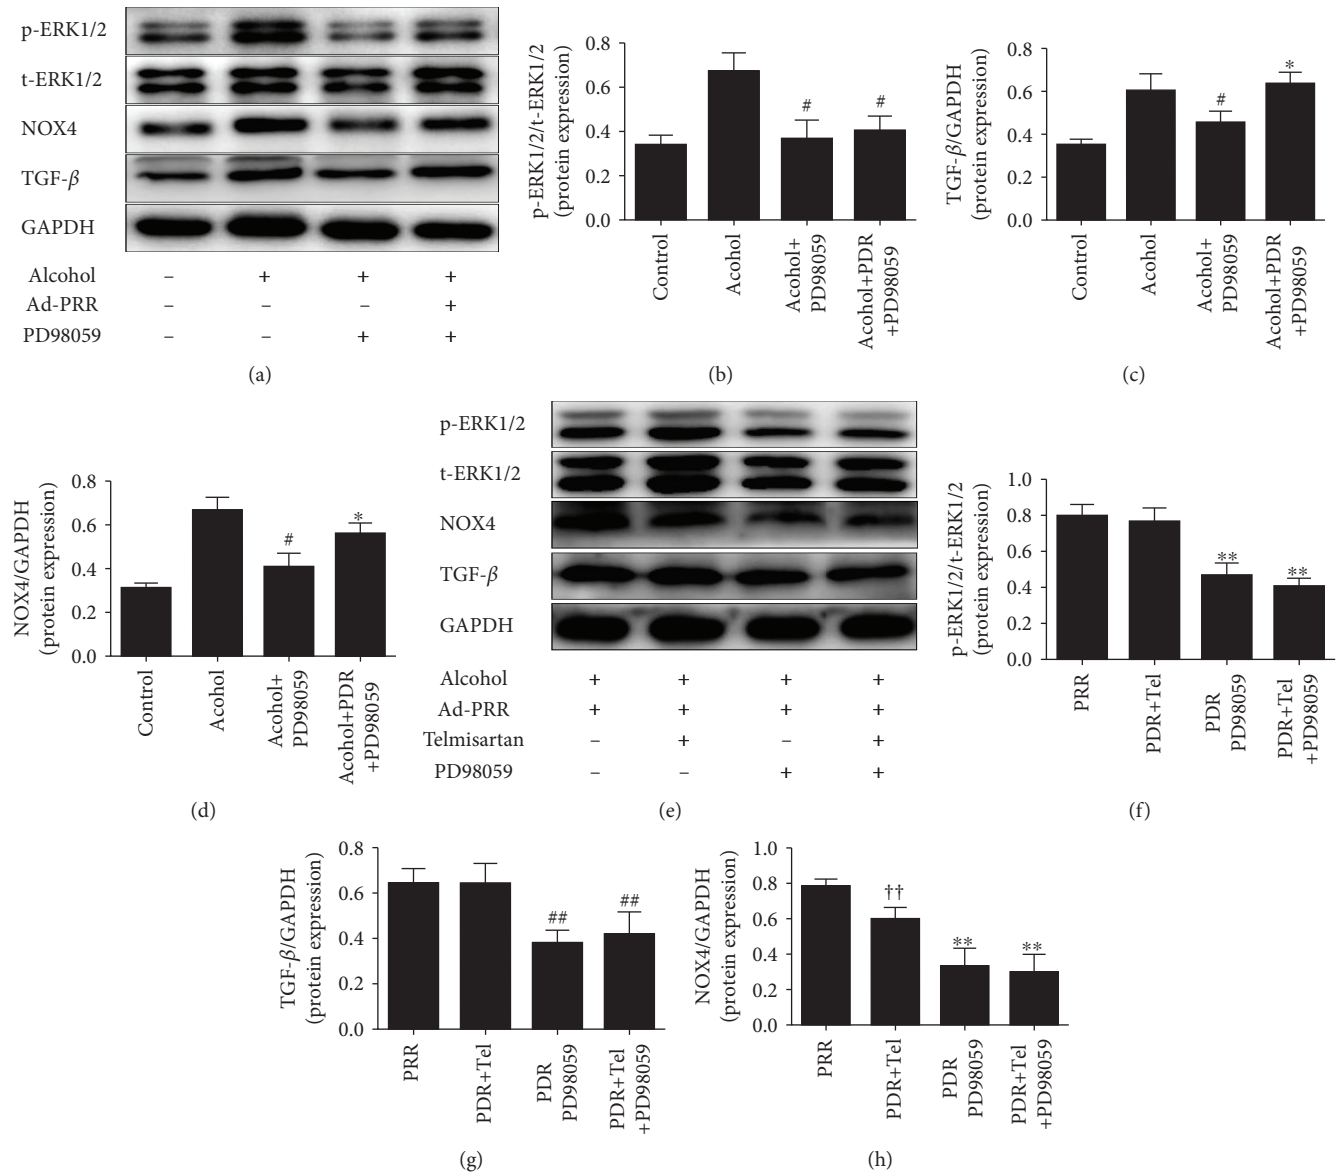 p-ERK1/2
t-ERK1/2
NOX4
TGF-β
GAPDH
Alcohol – + + +
Ad-PRR – – – +
PD98059 – – + +
(a)
p-ERK1/2/t-ERK1/2
(protein expression)
0.8
0.6
0.4
0.2
0.0
# #
Control
Acohol
Acohol+
PD98059
Acohol+PDR
+PD98059
(b)
TGF-β/GAPDH
(protein expression)
0.8
0.6
0.4
0.2
0.0
# *
Control
Acohol
Acohol+
PD98059
Acohol+PDR
+PD98059
(c)
NOX4/GAPDH
(protein expression)
0.8
0.6
0.4
0.2
0.0
# *
Control
Acohol
Acohol+
PD98059
Acohol+PDR
+PD98059
(d)
p-ERK1/2
t-ERK1/2
NOX4
TGF-β
GAPDH
Alcohol + + + +
Ad-PRR + + + +
Telmisartan – + – +
PD98059 – – + +
(e)
p-ERK1/2/t-ERK1/2
(protein expression)
1.0
0.8
0.6
0.4
0.2
0.0
** **
PRR
PDR+Tel
PDR
PD98059
PDR+Tel
+PD98059
(f)
TGF-β/GAPDH
(protein expression)
0.8
0.6
0.4
0.2
0.0
## ##
PRR
PDR+Tel
PDR
PD98059
PDR+Tel
+PD98059
(g)
NOX4/GAPDH
(protein expression)
1.0
0.8
0.6
0.4
0.2
0.0
†† ** **
PRR
PDR+Tel
PDR
PD98059
PDR+Tel
+PD98059
(h)